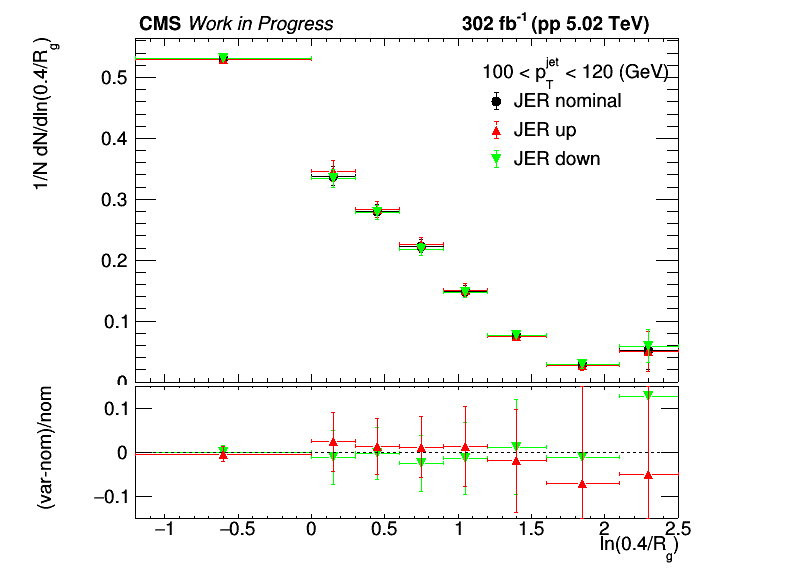 CMS Work in Progress 302 fb⁻¹ (pp 5.02 TeV)
1/N dN/dln(0.4/R_g)
0.5
0.4
0.3
0.2
0.1
0
100 < p_T^jet < 120 (GeV)
JER nominal
JER up
JER down
(var-nom)/nom
0.1
0
−0.1
−1 −0.5 0 0.5 1 1.5 2 2.5
ln(0.4/R_g)